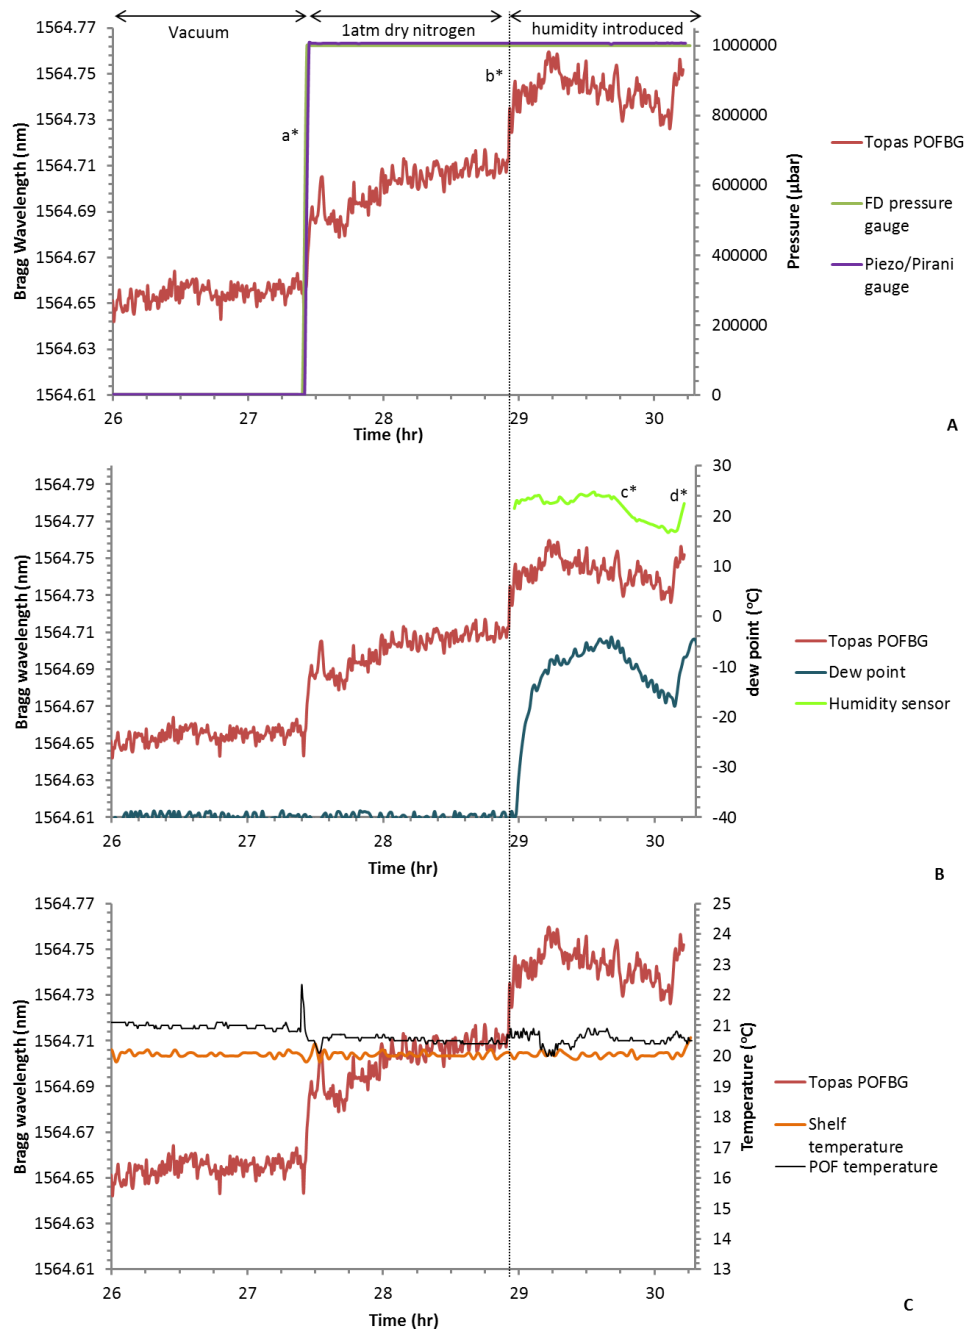 Vacuum 1atm dry nitrogen humidity introduced
1564.77
1564.75
1564.73
1564.71
1564.69
1564.67
1564.65
1564.63
1564.61
Bragg Wavelength (nm)
a*
b*
1000000
800000
600000
400000
200000
0
Pressure (µbar)
26 27 28 29 30
Time (hr)
Topas POFBG
FD pressure
gauge
Piezo/Pirani
gauge
A
1564.79
1564.77
1564.75
1564.73
1564.71
1564.69
1564.67
1564.65
1564.63
1564.61
Bragg wavelength (nm)
c* d*
30
20
10
0
-10
-20
-30
-40
dew point (°C)
26 27 28 29 30
Time (hr)
Topas POFBG
Dew point
Humidity sensor
B
1564.77
1564.75
1564.73
1564.71
1564.69
1564.67
1564.65
1564.63
1564.61
Bragg wavelength (nm)
25
24
23
22
21
20
19
18
17
16
15
14
13
Temperature (°C)
26 27 28 29 30
Time (hr)
Topas POFBG
Shelf
temperature
POF temperature
C